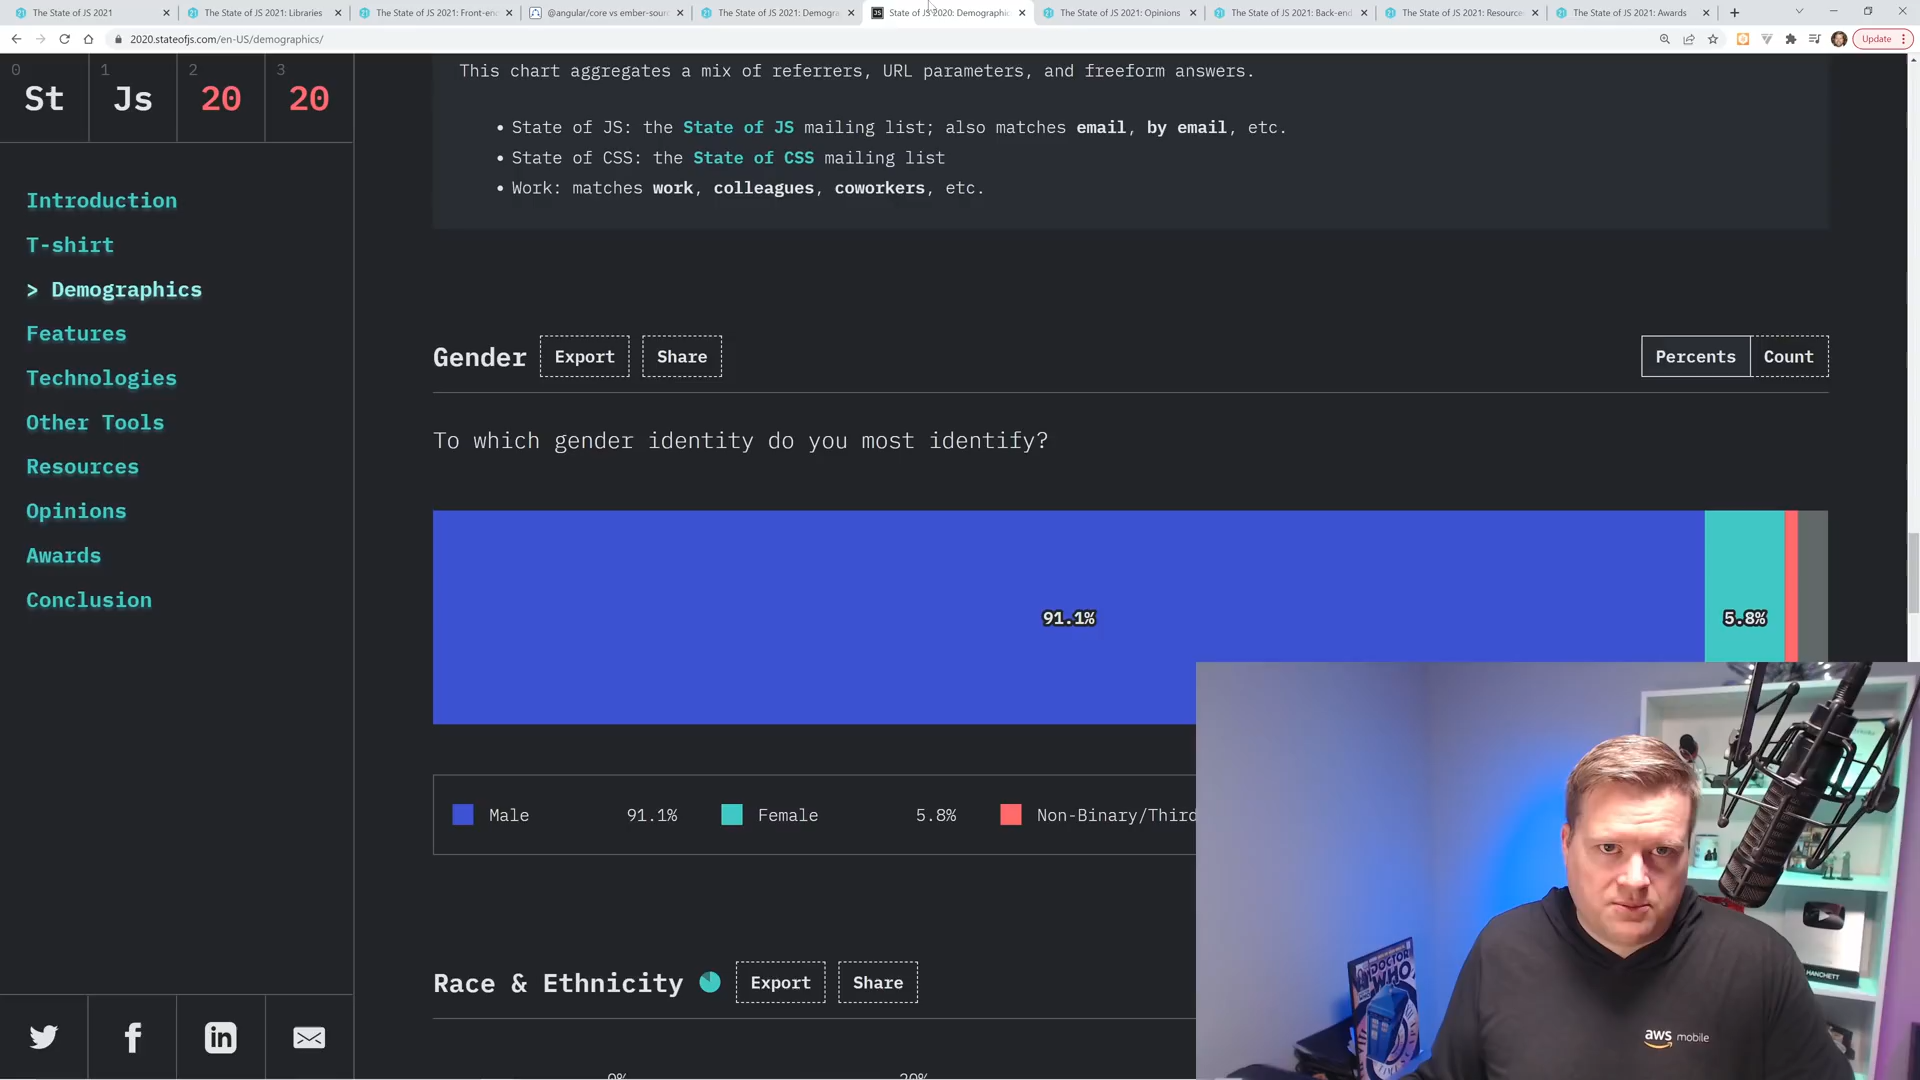 The State of JS 2021
The State of JS 2021: Libraries
The State of JS 2021: Front-en
@angular/core vs ember-sour
The State of JS 2021: Demogra
State of JS 2020: Demographic
The State of JS 2021: Opinions
The State of JS 2021: Back-end
The State of JS 2021: Resource
The State of JS 2021: Awards
2020.stateofjs.com/en-US/demographics/
Update
0 1 2 3
St Js 20 20
Introduction
T-shirt
> Demographics
Features
Technologies
Other Tools
Resources
Opinions
Awards
Conclusion
This chart aggregates a mix of referrers, URL parameters, and freeform answers.
• State of JS: the State of JS mailing list; also matches email, by email, etc.
• State of CSS: the State of CSS mailing list
• Work: matches work, colleagues, coworkers, etc.
Gender Export Share Percents Count
To which gender identity do you most identify?
91.1% 5.8%
Male 91.1% Female 5.8% Non-Binary/Third
Race & Ethnicity Export Share
0% 20%
DOCTOR
WHO
HANCHETT
aws mobile